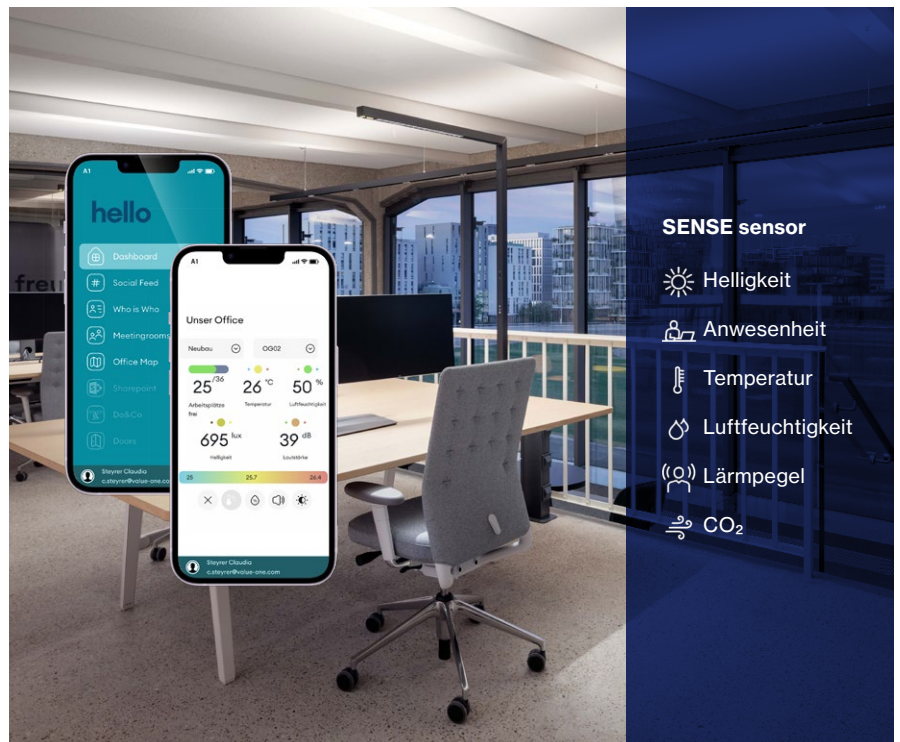 A1
hello
Dashboard
Social Feed
Who is Who
Meetingrooms
Office Map
Sharepoint
Do&Co
Doors
Steyrer Claudia
c.steyrer@value-one.co
freu
A1
Unser Office
Neubau
OG02
25/36
Arbeitsplätze
frei
26 °C
Temperatur
50 %
Luftfeuchtigkeit
695 lux
Helligkeit
39 dB
Lautstärke
25 25.7 26.4
Steyrer Claudia
c.steyrer@value-one.com
SENSE sensor
Helligkeit
Anwesenheit
Temperatur
Luftfeuchtigkeit
Lärmpegel
CO₂